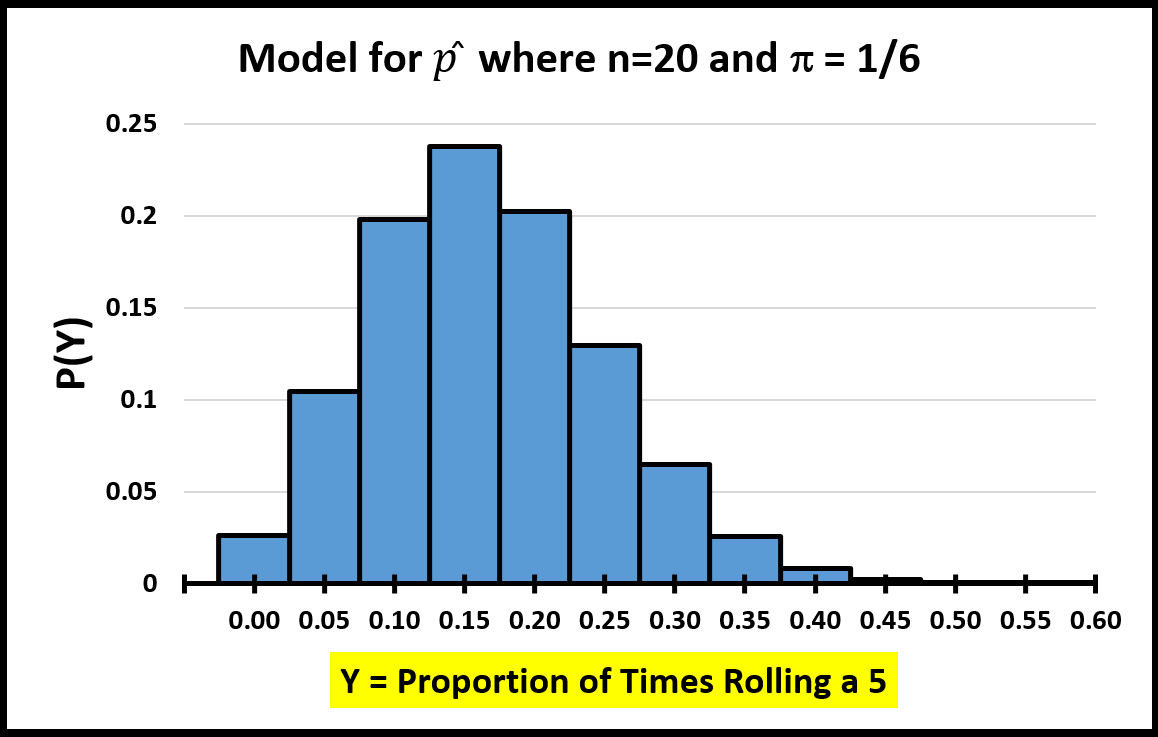 Model for p̂ where n=20 and π = 1/6
0.25
0.2
0.15
0.1
0.05
0
P(Y)
0.00 0.05 0.10 0.15 0.20 0.25 0.30 0.35 0.40 0.45 0.50 0.55 0.60
Y = Proportion of Times Rolling a 5